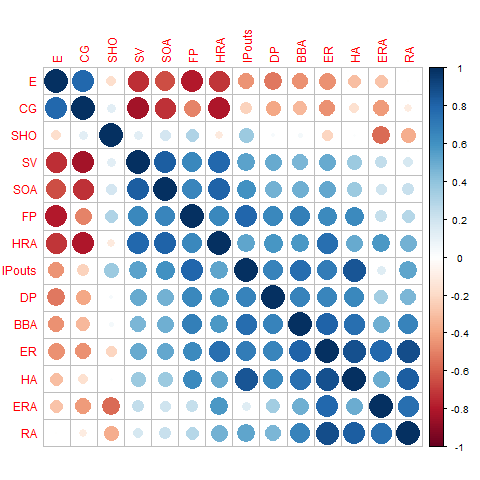 E CG SHO SV SOA FP HRA IPouts DP BBA ER HA ERA RA
E
CG
SHO
SV
SOA
FP
HRA
IPouts
DP
BBA
ER
HA
ERA
RA
1
0.8
0.6
0.4
0.2
0
-0.2
-0.4
-0.6
-0.8
-1